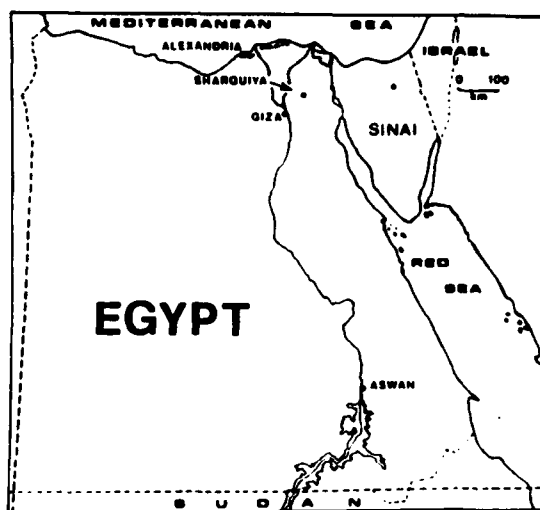 MEDITERRANEAN SEA
ALEXANDRIA
ISRAEL
SHARQUIYA
0 100
km
GIZA
SINAI
RED
SEA
EGYPT
ASWAN
SUDAN